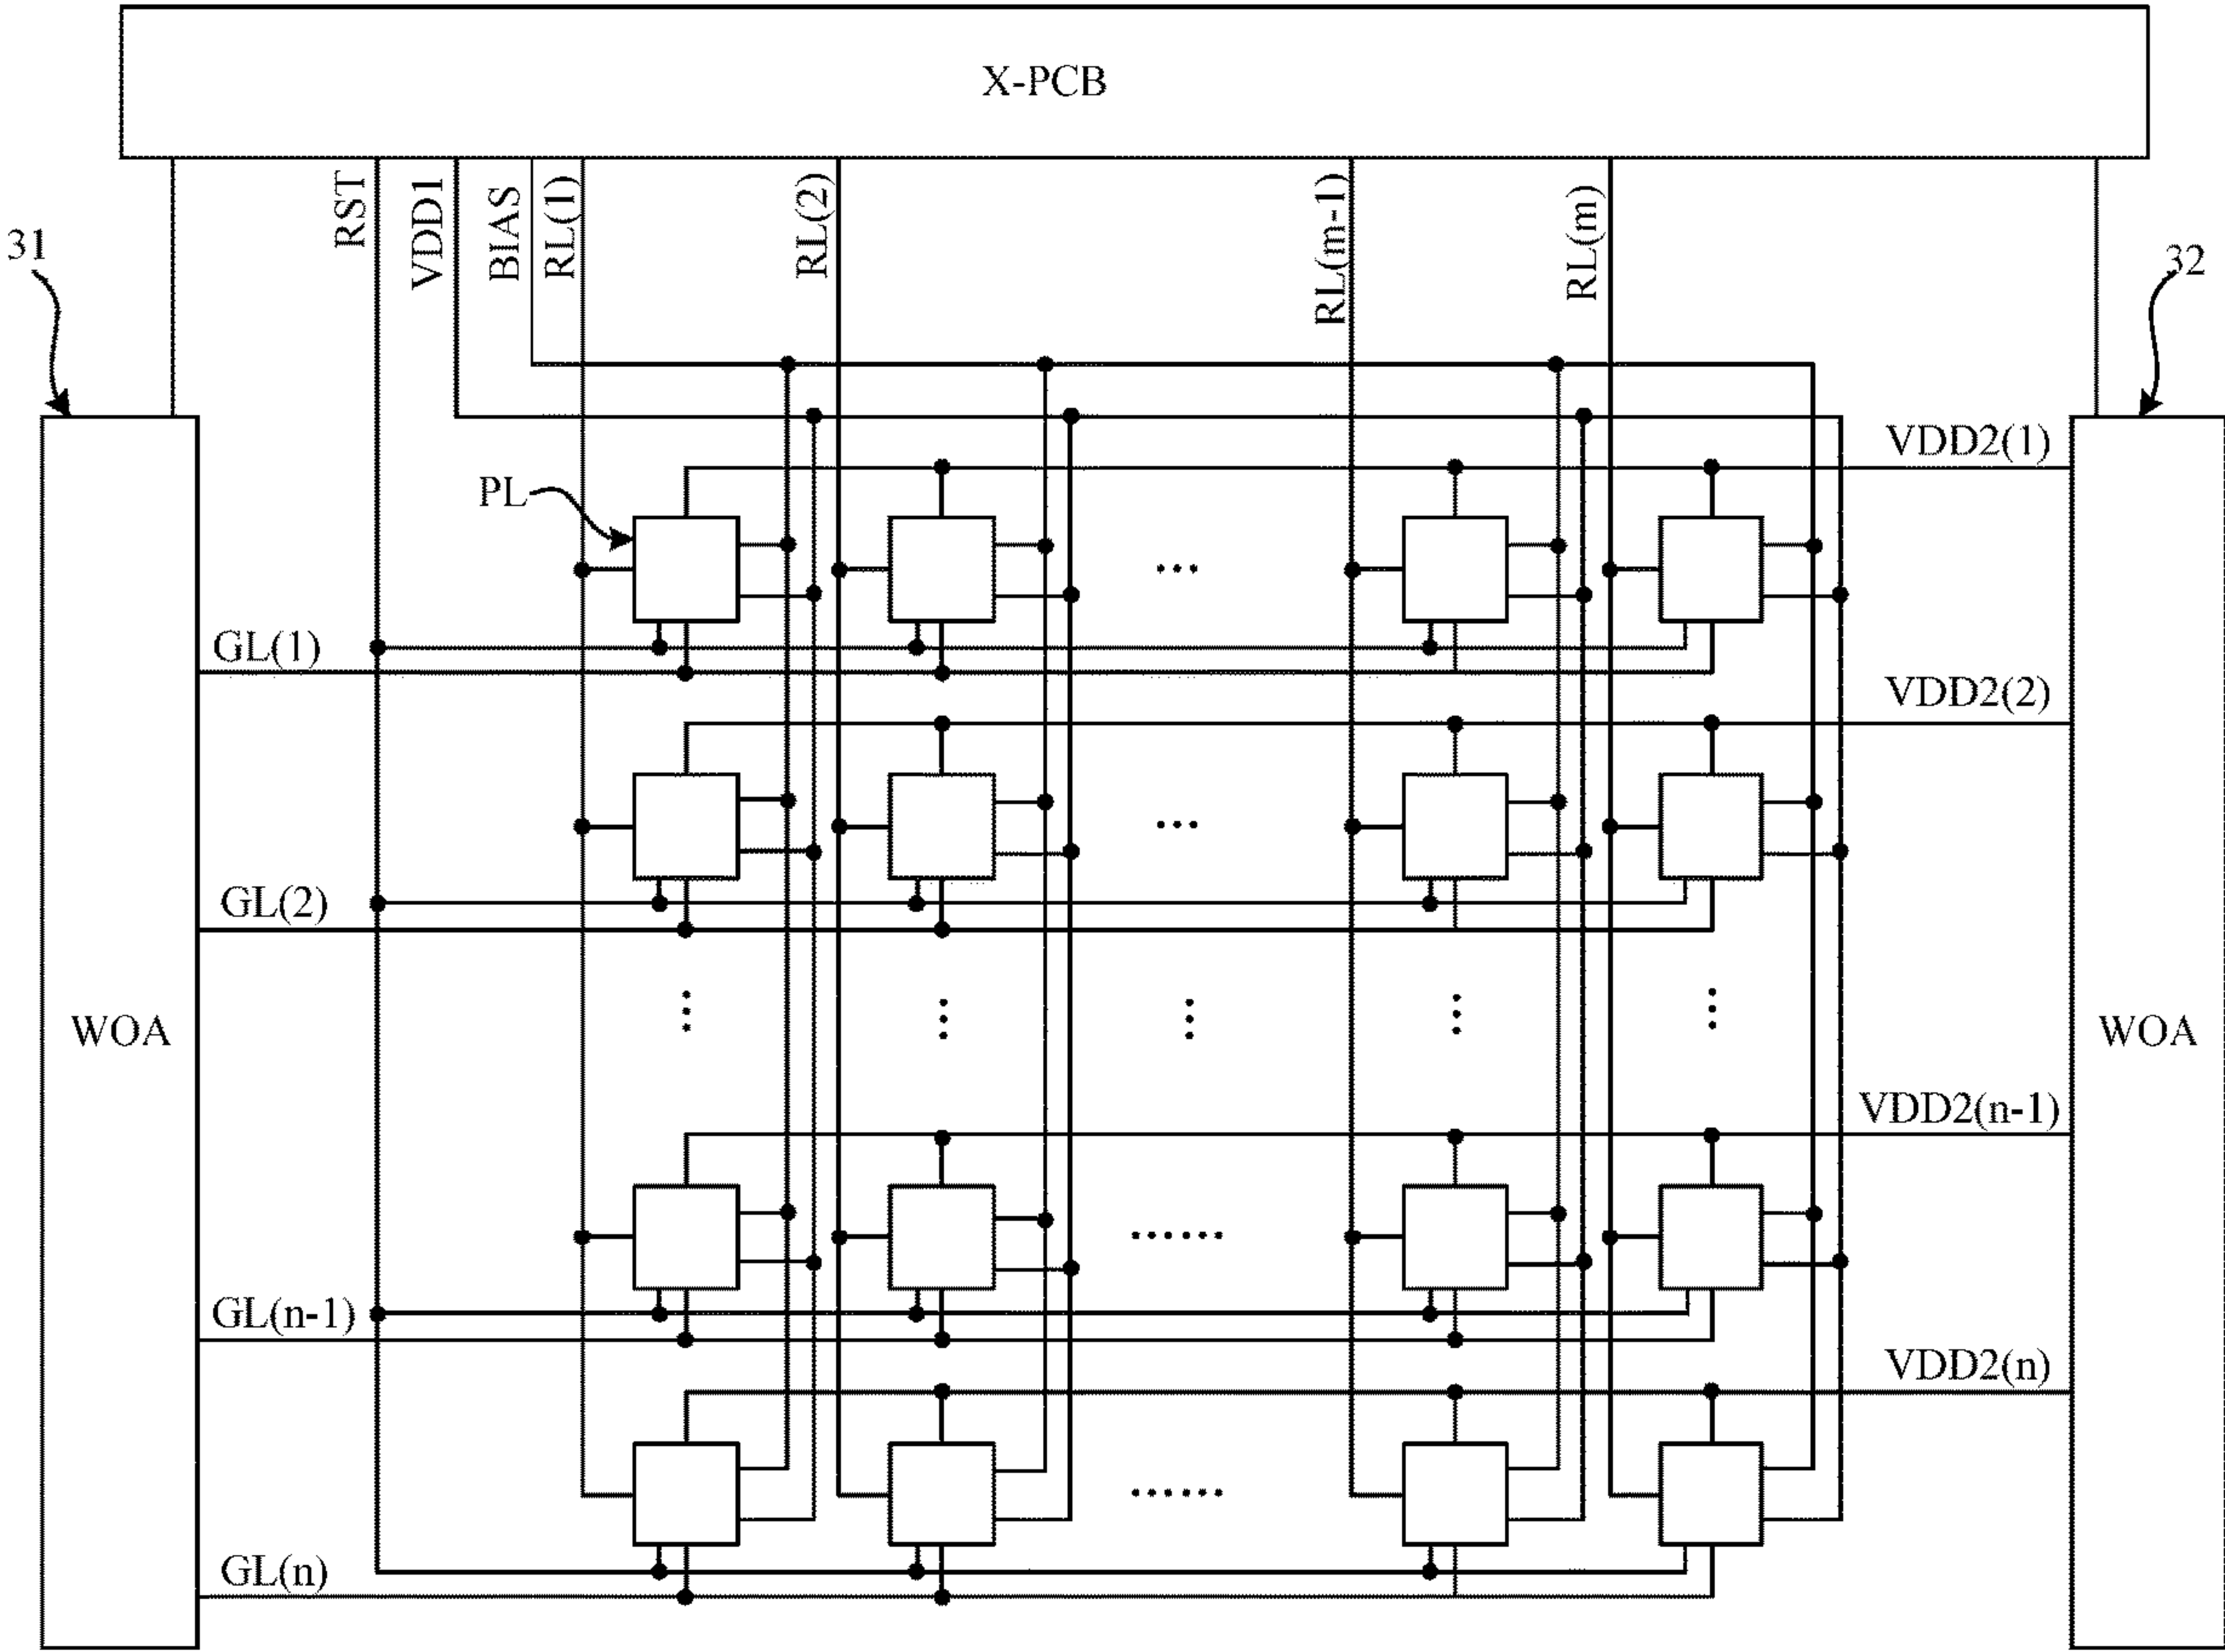 X-PCB
RST
VDD1
BIAS
RL(1)
RL(2)
RL(m-1)
RL(m)
31
32
VDD2(1)
PL
...
GL(1)
VDD2(2)
...
GL(2)
WOA
WOA
VDD2(n-1)
......
GL(n-1)
VDD2(n)
......
GL(n)